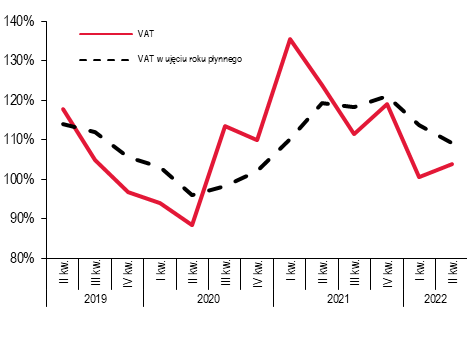 140%
130%
120%
110%
100%
90%
80%
VAT
VAT w ujęciu roku płynnego
II kw.
III kw.
IV kw.
I kw.
II kw.
III kw.
IV kw.
I kw.
II kw.
III kw.
IV kw.
I kw.
II kw.
2019
2020
2021
2022